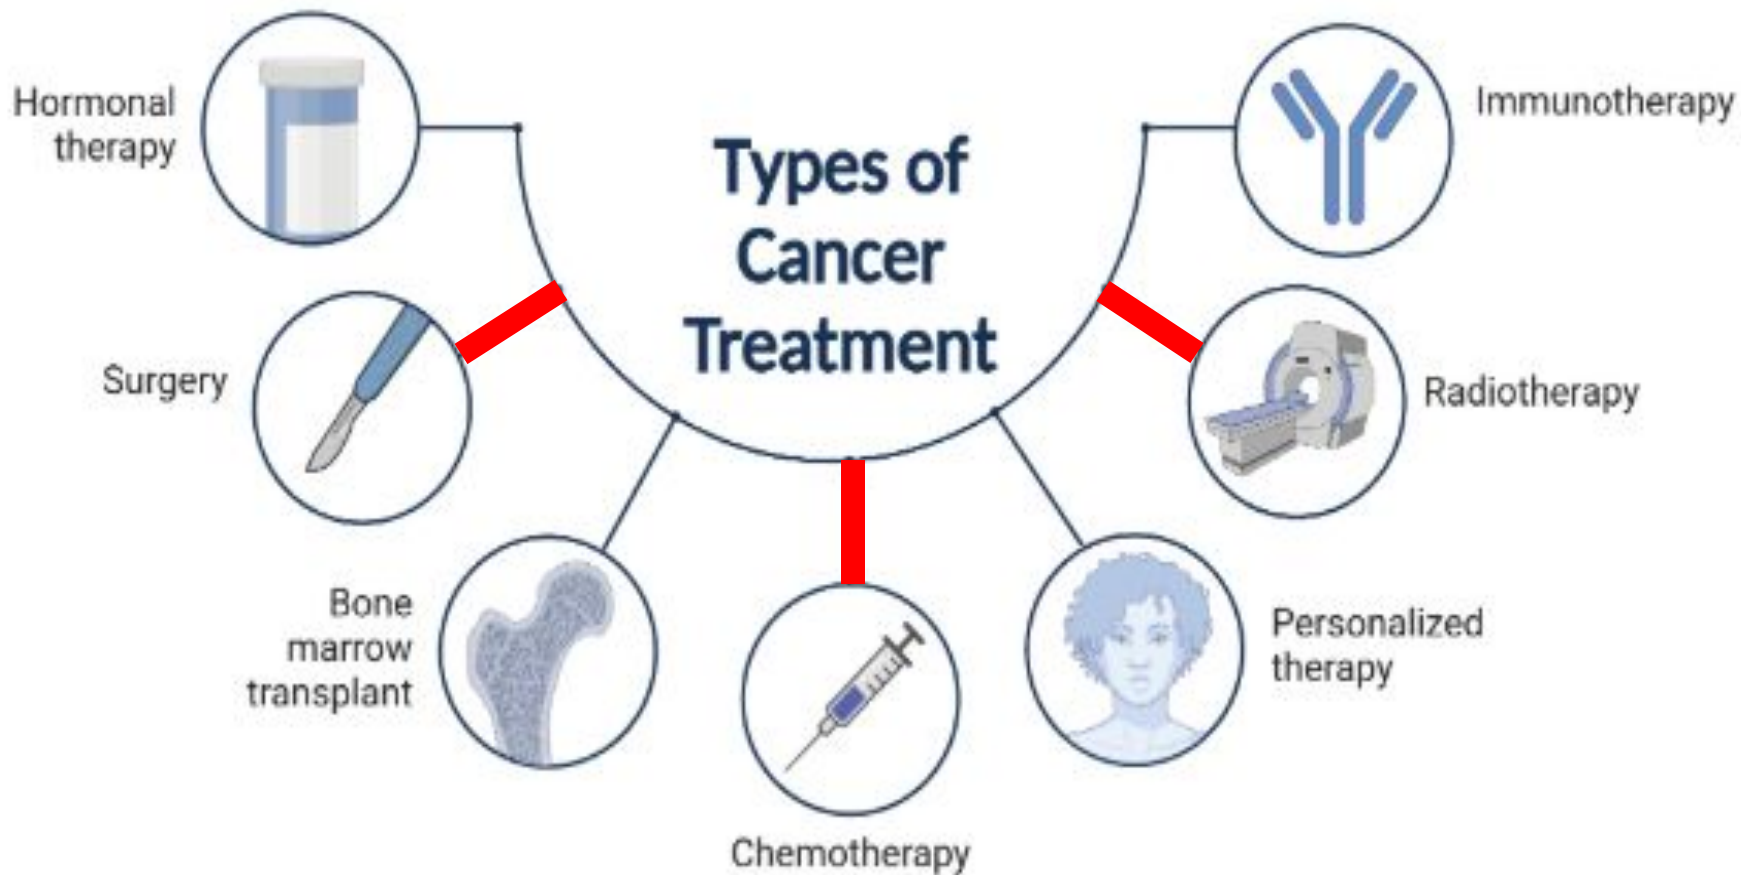 Types of
Cancer
Treatment
Hormonal
therapy
Surgery
Bone
marrow
transplant
Chemotherapy
Personalized
therapy
Radiotherapy
Immunotherapy